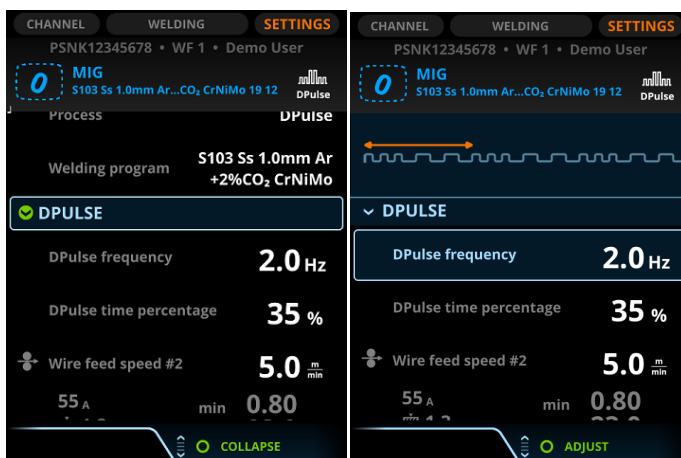 CHANNEL WELDING SETTINGS
PSNK12345678 • WF 1 • Demo User
0 MIG
S103 Ss 1.0mm Ar...CO₂ CrNiMo 19 12
DPulse
Process DPulse
Welding program S103 Ss 1.0mm Ar
+2%CO₂ CrNiMo
DPULSE
DPulse frequency 2.0 Hz
DPulse time percentage 35 %
Wire feed speed #2 5.0 m/min
55 A min 0.80
COLLAPSE
CHANNEL WELDING SETTINGS
PSNK12345678 • WF 1 • Demo User
0 MIG
S103 Ss 1.0mm Ar...CO₂ CrNiMo 19 12
DPulse
DPULSE
DPulse frequency 2.0 Hz
DPulse time percentage 35 %
Wire feed speed #2 5.0 m/min
55 A min 0.80
ADJUST